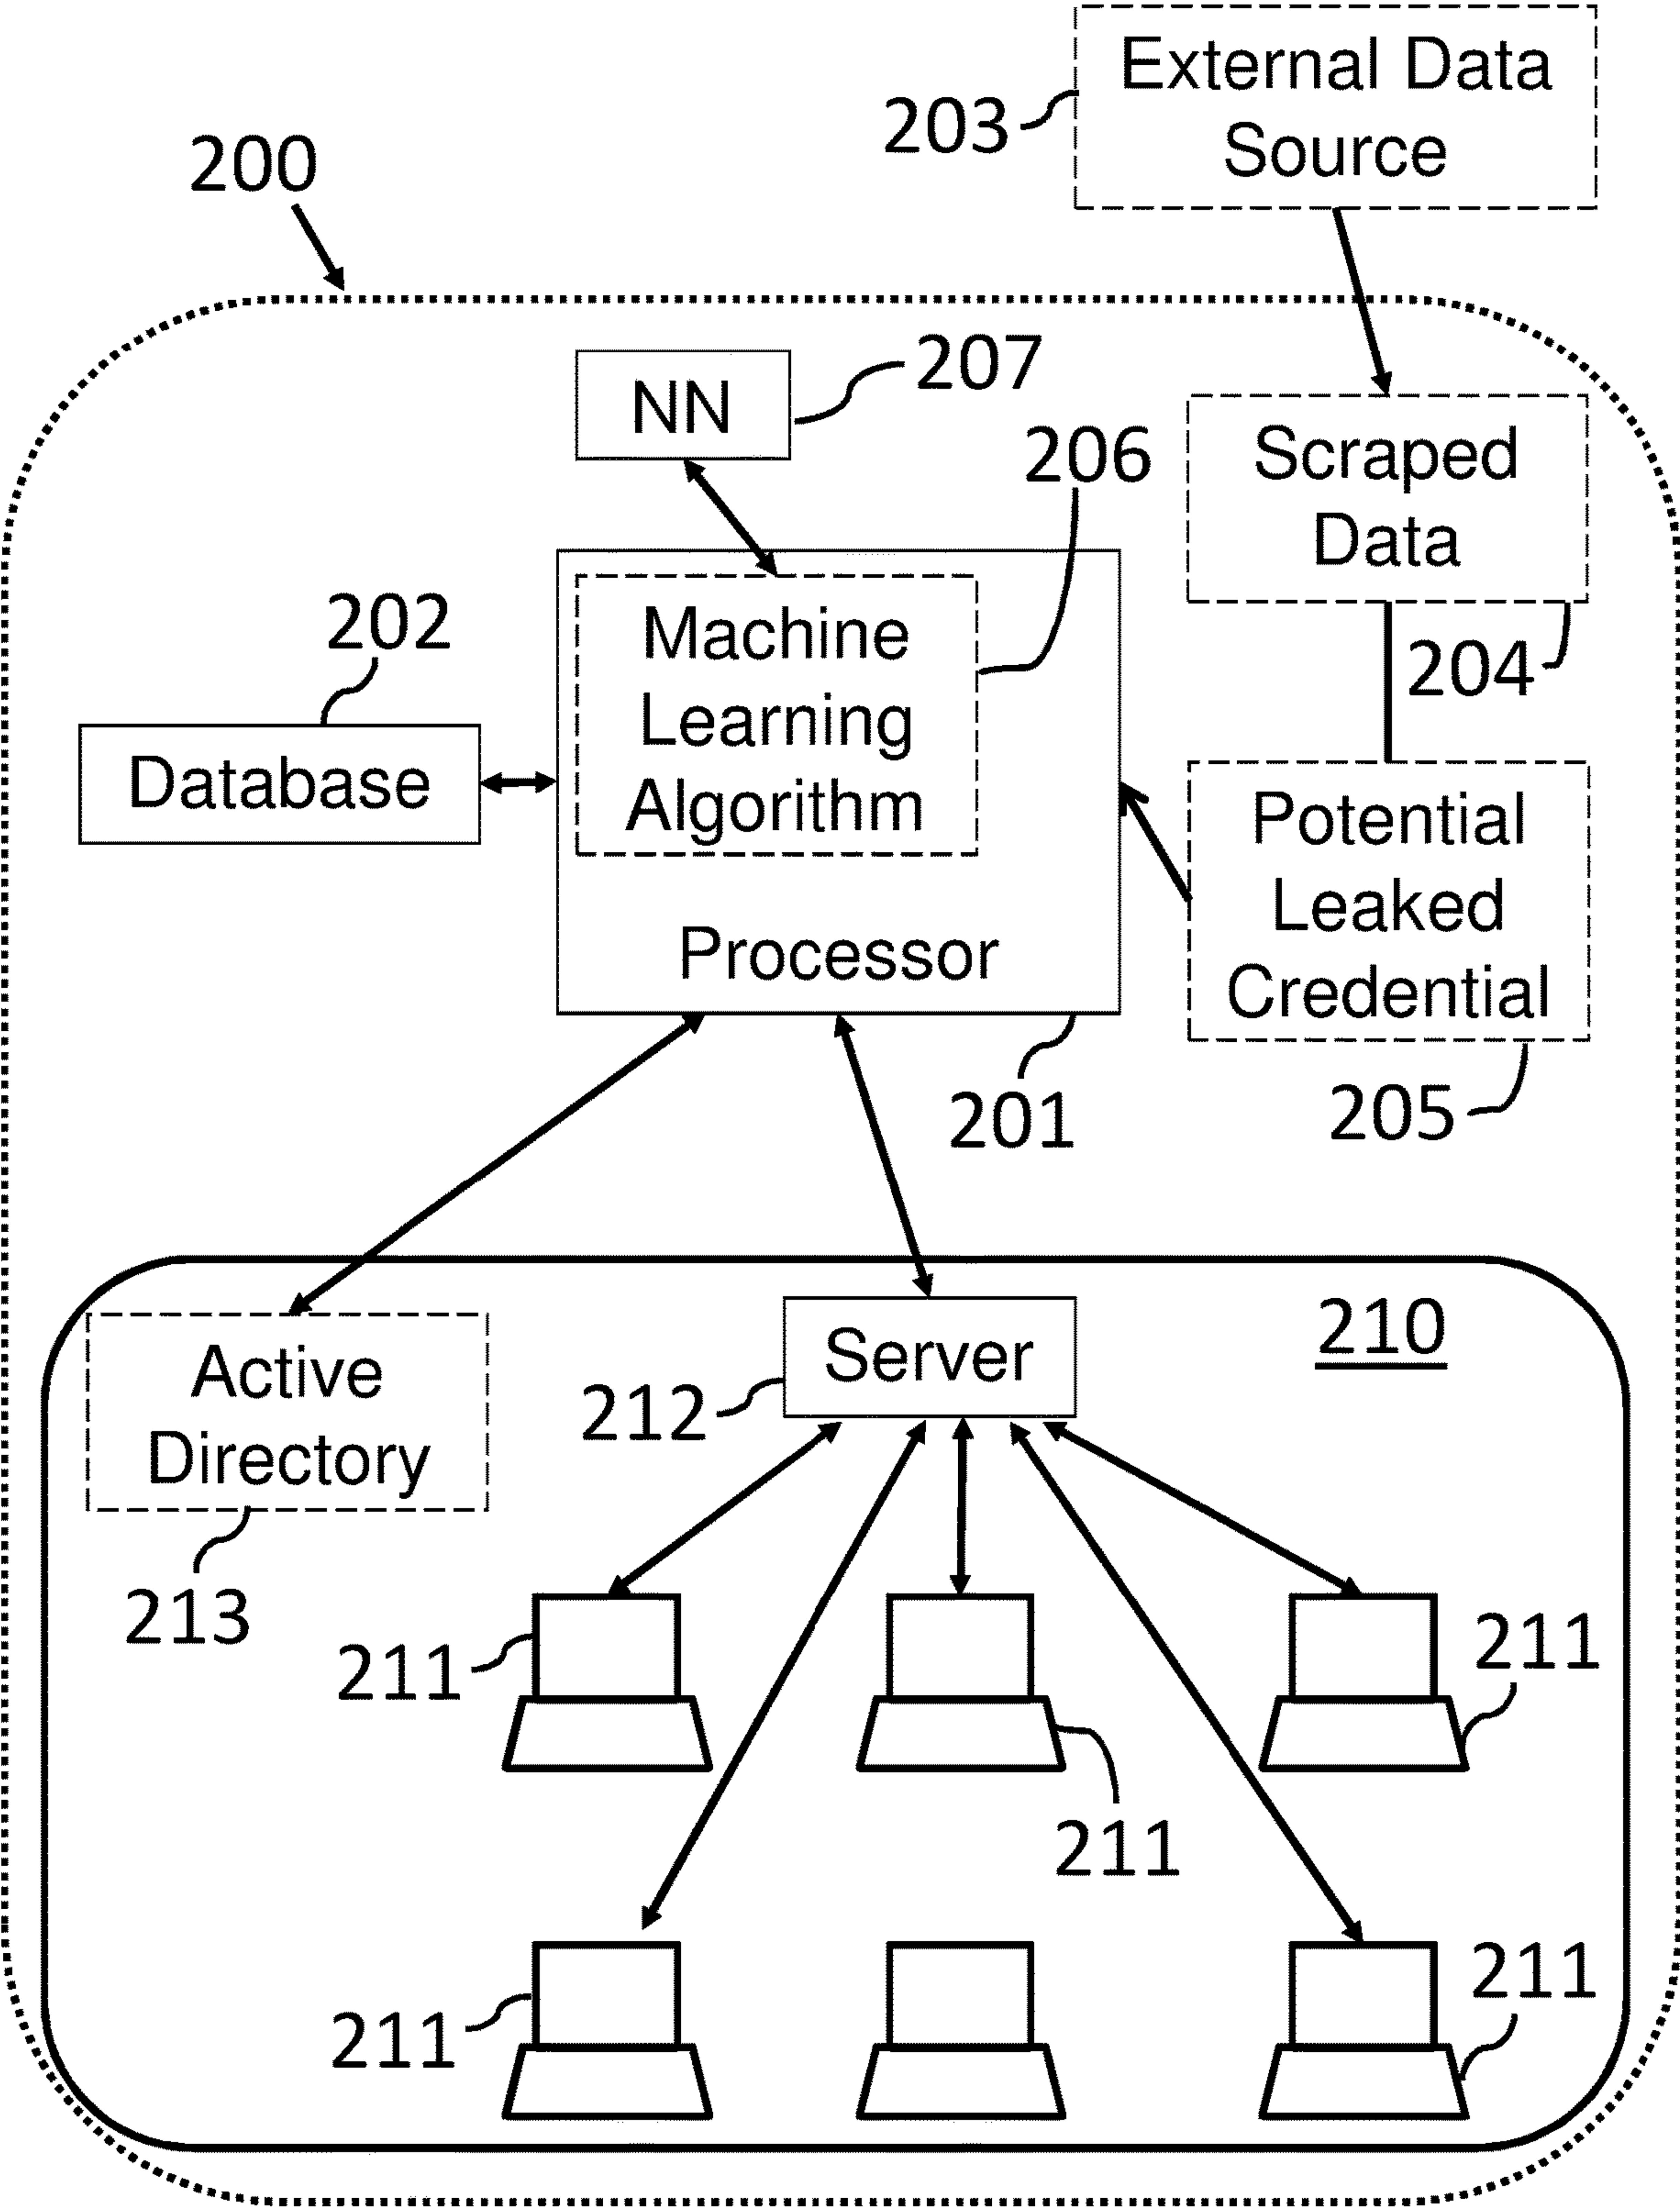 External Data
Source
203
200
NN
207
206
Scraped
Data
204
Machine
Learning
Algorithm
Processor
202
Database
Potential
Leaked
Credential
205
201
210
Server
212
Active
Directory
213
211
211
211
211
211